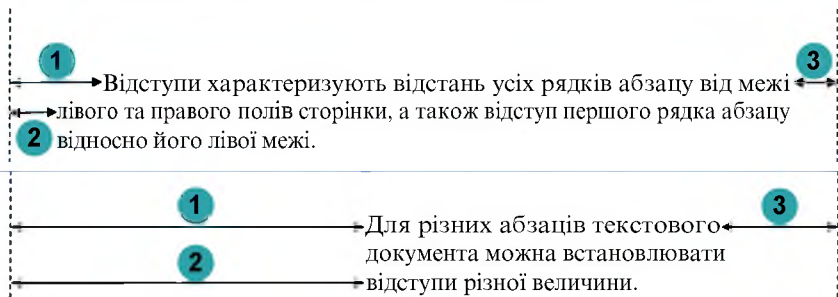 1 3
Відступи характеризують відстань усіх рядків абзацу від межі
лівого та правого полів сторінки, а також відступ першого рядка абзацу
2 відносно його лівої межі.
1 3
Для різних абзаців текстового
2 документа можна встановлювати
відступи різної величини.